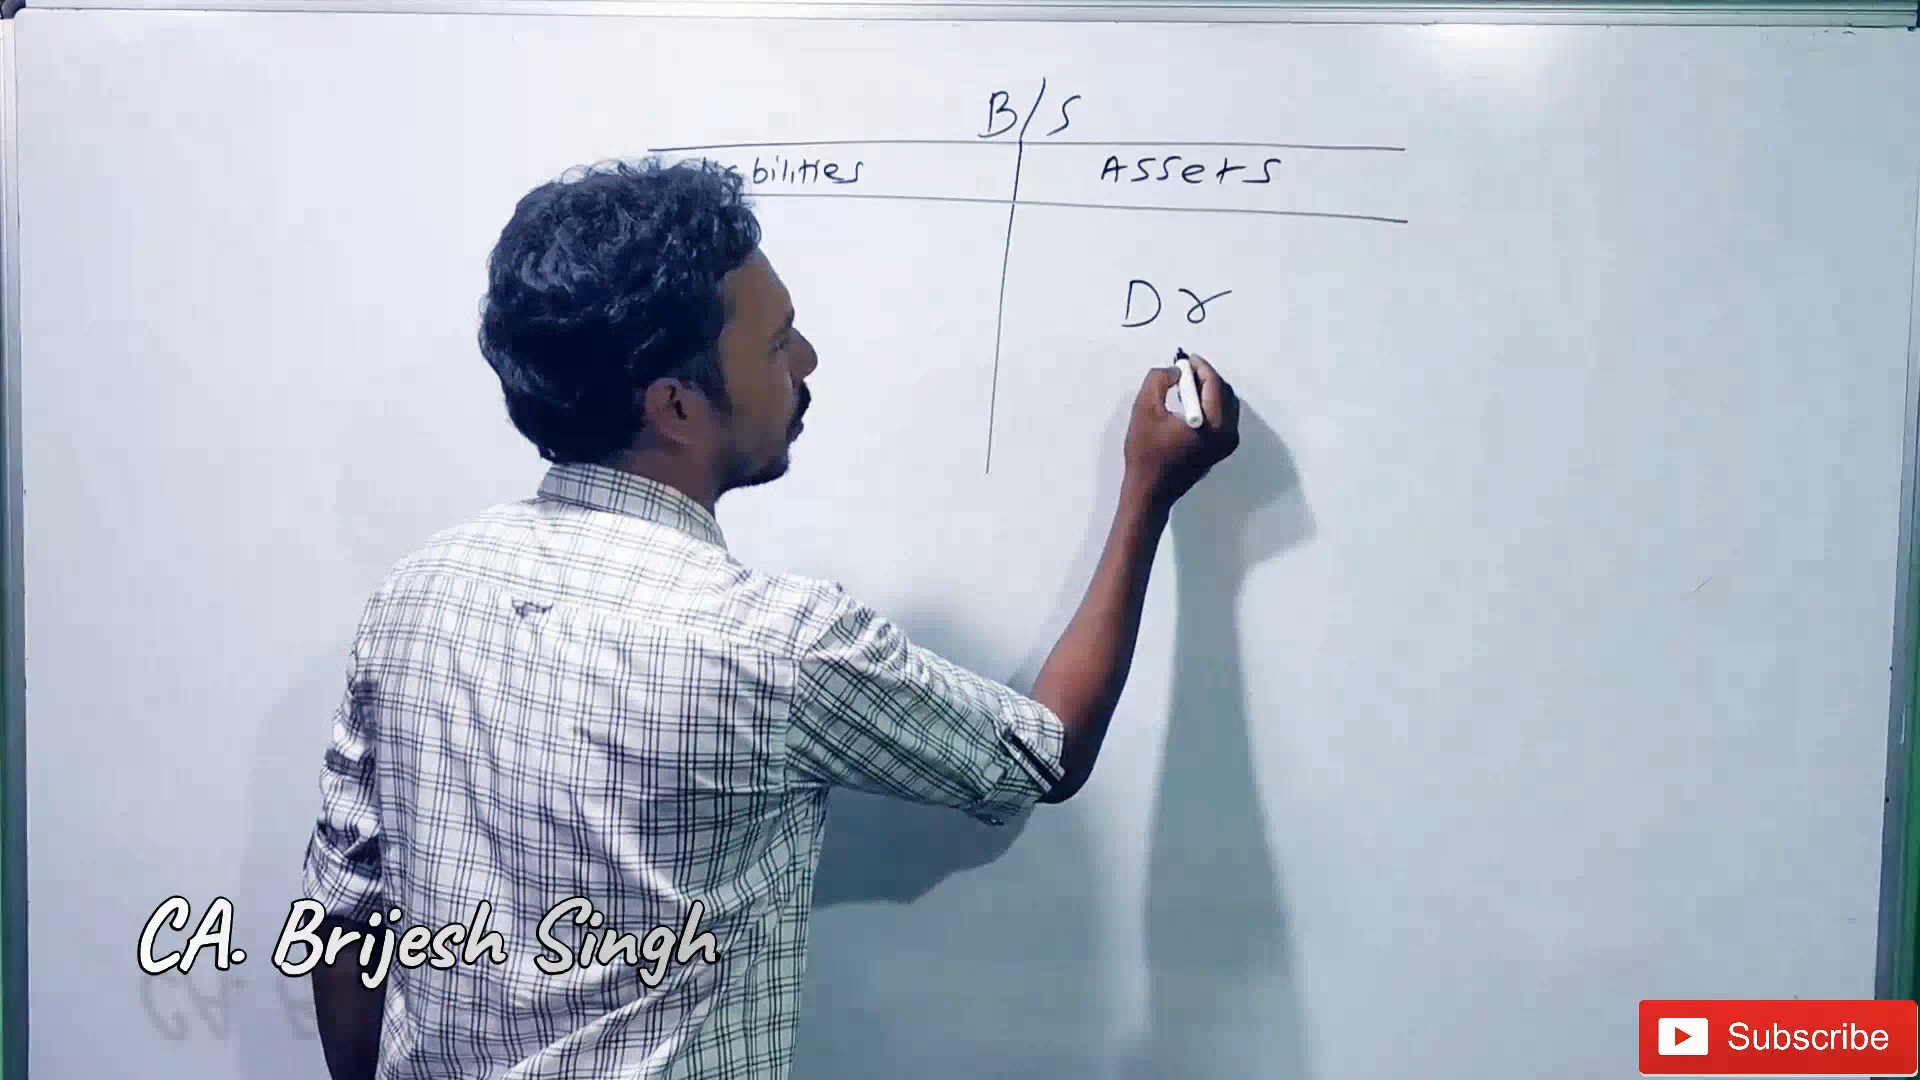 B/S
bilities Assets
Dr
CA. Brijesh Singh
Subscribe